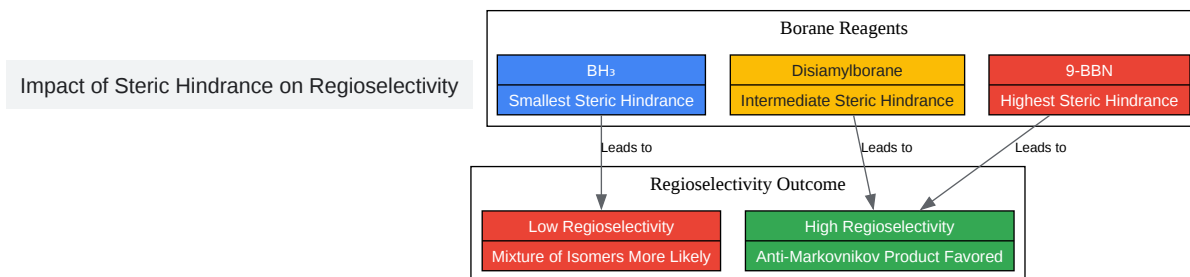 Impact of Steric Hindrance on Regioselectivity
Borane Reagents
BH₃
Smallest Steric Hindrance
Disiamylborane
Intermediate Steric Hindrance
9-BBN
Highest Steric Hindrance
Leads to
Leads to
Leads to
Regioselectivity Outcome
Low Regioselectivity
Mixture of Isomers More Likely
High Regioselectivity
Anti-Markovnikov Product Favored